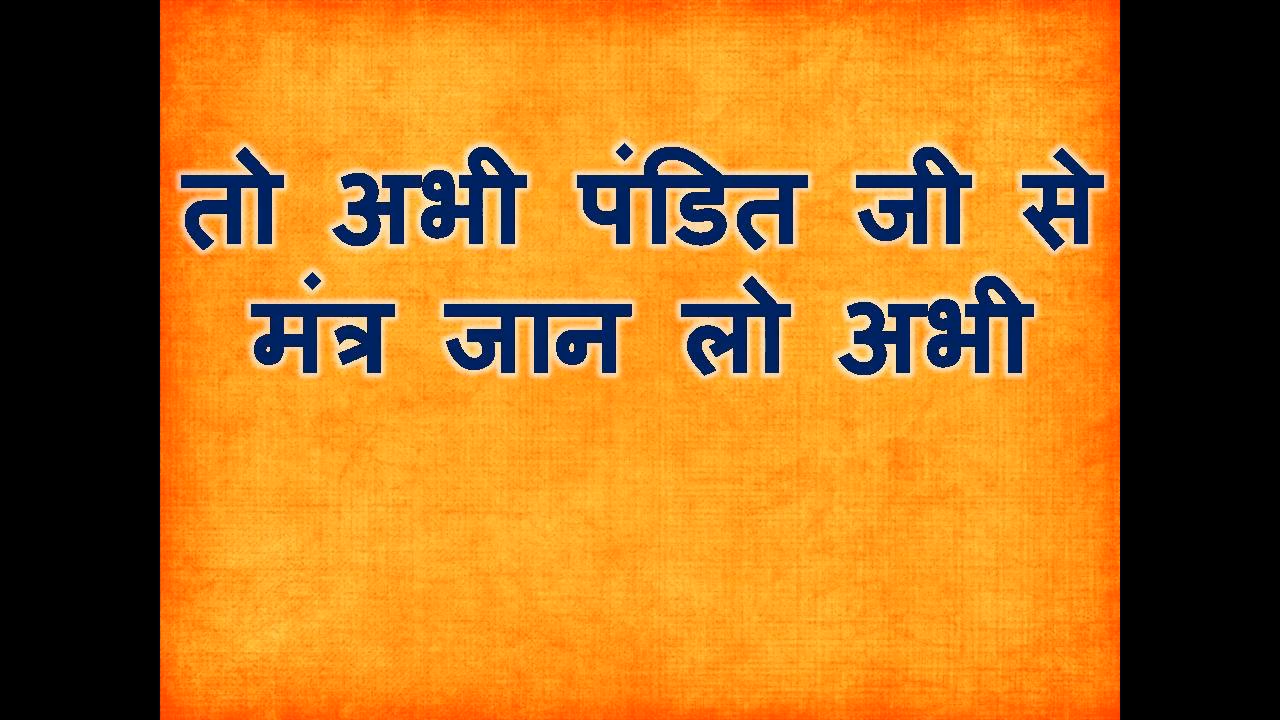 तो अभी पंडित जी से
मंत्र जान लो अभी